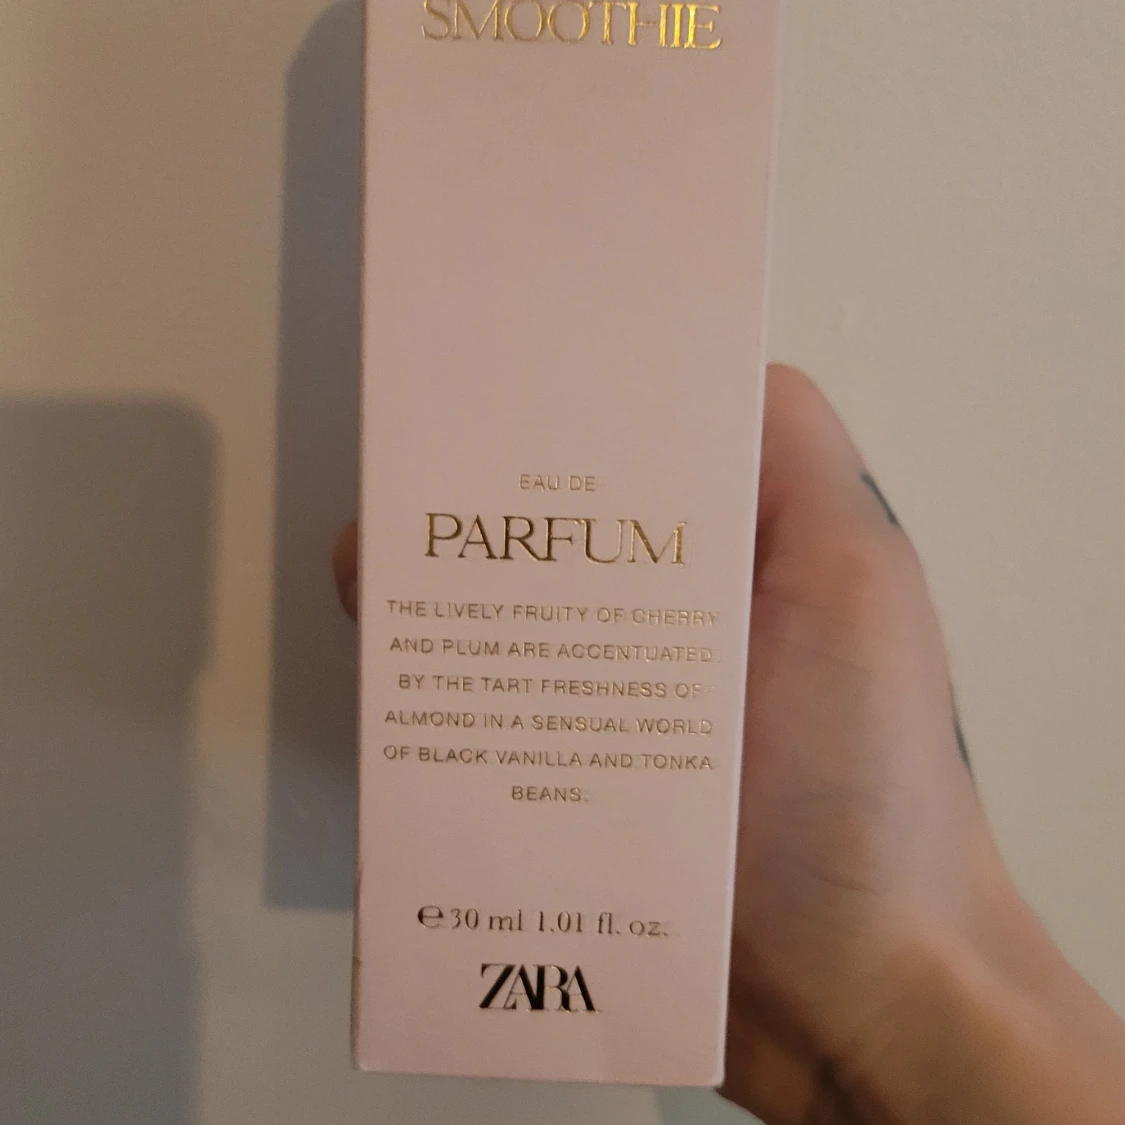 SMOOTHIE
EAU DE
PARFUM
THE LIVELY FRUITY OF CHERRY
AND PLUM ARE ACCENTUATED
BY THE TART FRESHNESS OF
ALMOND IN A SENSUAL WORLD
OF BLACK VANILLA AND TONKA
BEANS.
℮ 30 ml 1.01 fl. oz.
ZARA